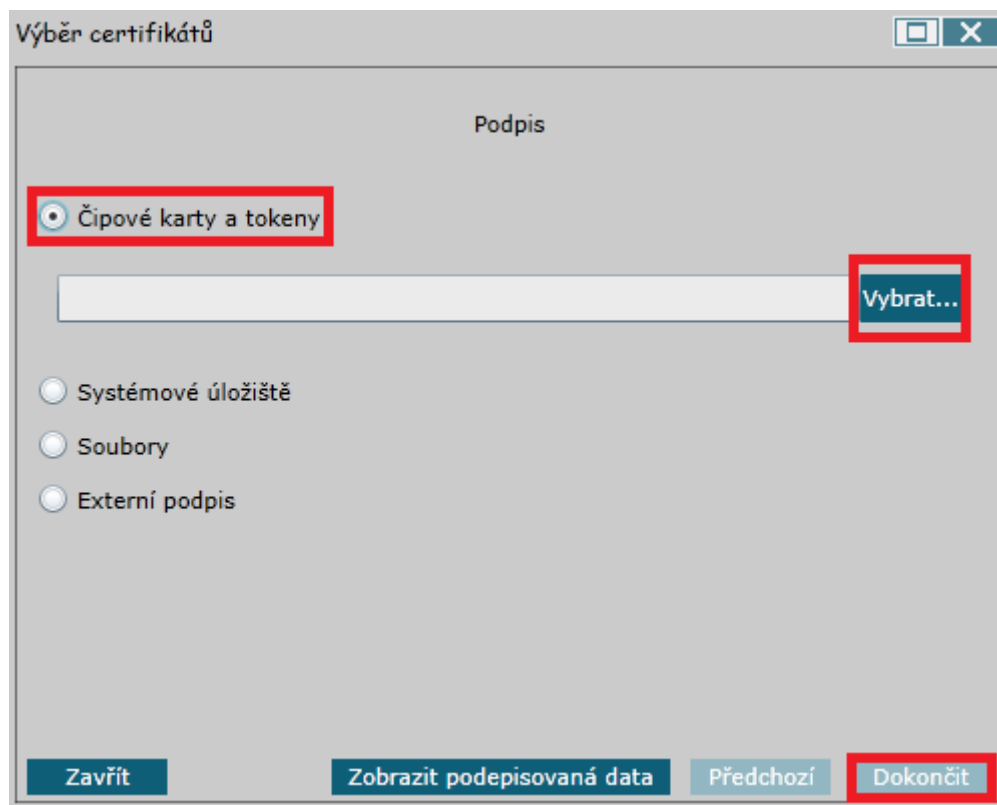 Výběr certifikátů
Podpis
Čipové karty a tokeny
Vybrat...
Systémové úložiště
Soubory
Externí podpis
Zavřít Zobrazit podepisovaná data Předchozí Dokončit